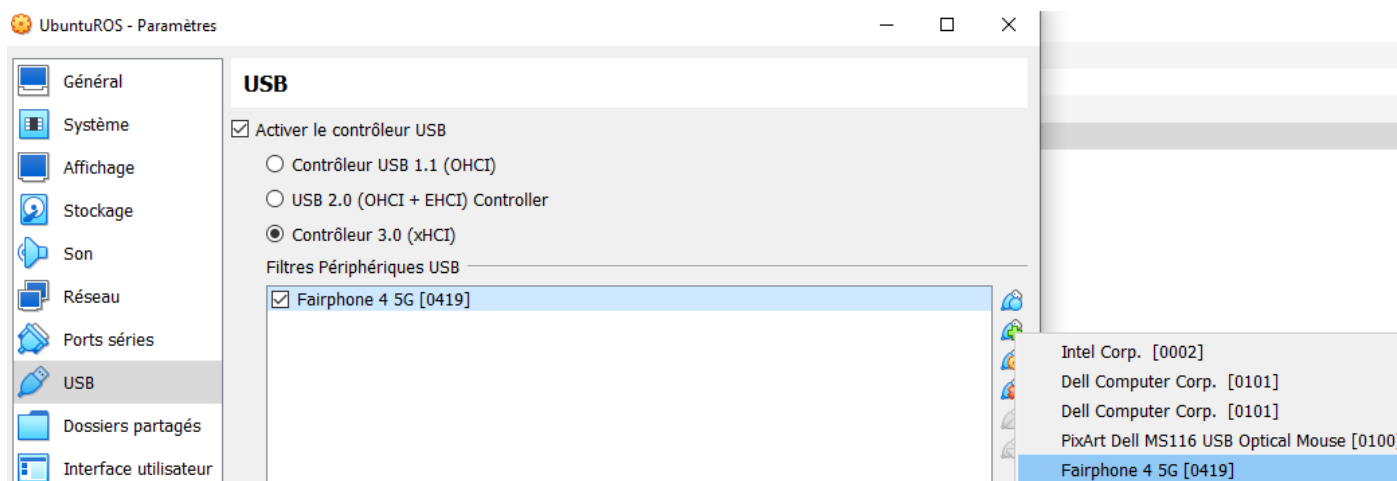 UbuntuROS - Paramètres
Général
Système
Affichage
Stockage
Son
Réseau
Ports séries
USB
Dossiers partagés
Interface utilisateur
USB
Activer le contrôleur USB
Contrôleur USB 1.1 (OHCI)
USB 2.0 (OHCI + EHCI) Controller
Contrôleur 3.0 (xHCI)
Filtres Périphériques USB
Fairphone 4 5G [0419]
Intel Corp. [0002]
Dell Computer Corp. [0101]
Dell Computer Corp. [0101]
PixArt Dell MS116 USB Optical Mouse [0100]
Fairphone 4 5G [0419]